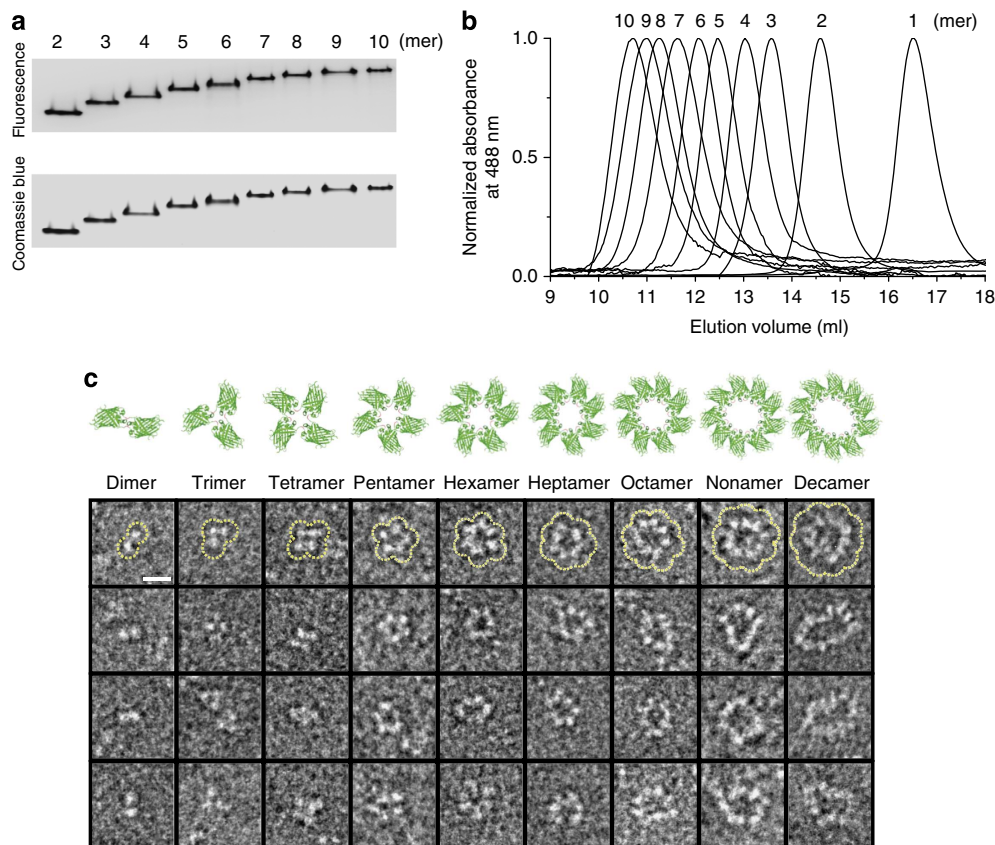 a
2 3 4 5 6 7 8 9 10 (mer)
Fluorescence
Coomassie blue
b
10 9 8 7 6 5 4 3 2 1 (mer)
Normalized absorbance
at 488 nm
1.0
0.5
0.0
9 10 11 12 13 14 15 16 17 18
Elution volume (ml)
c
Dimer Trimer Tetramer Pentamer Hexamer Heptamer Octamer Nonamer Decamer